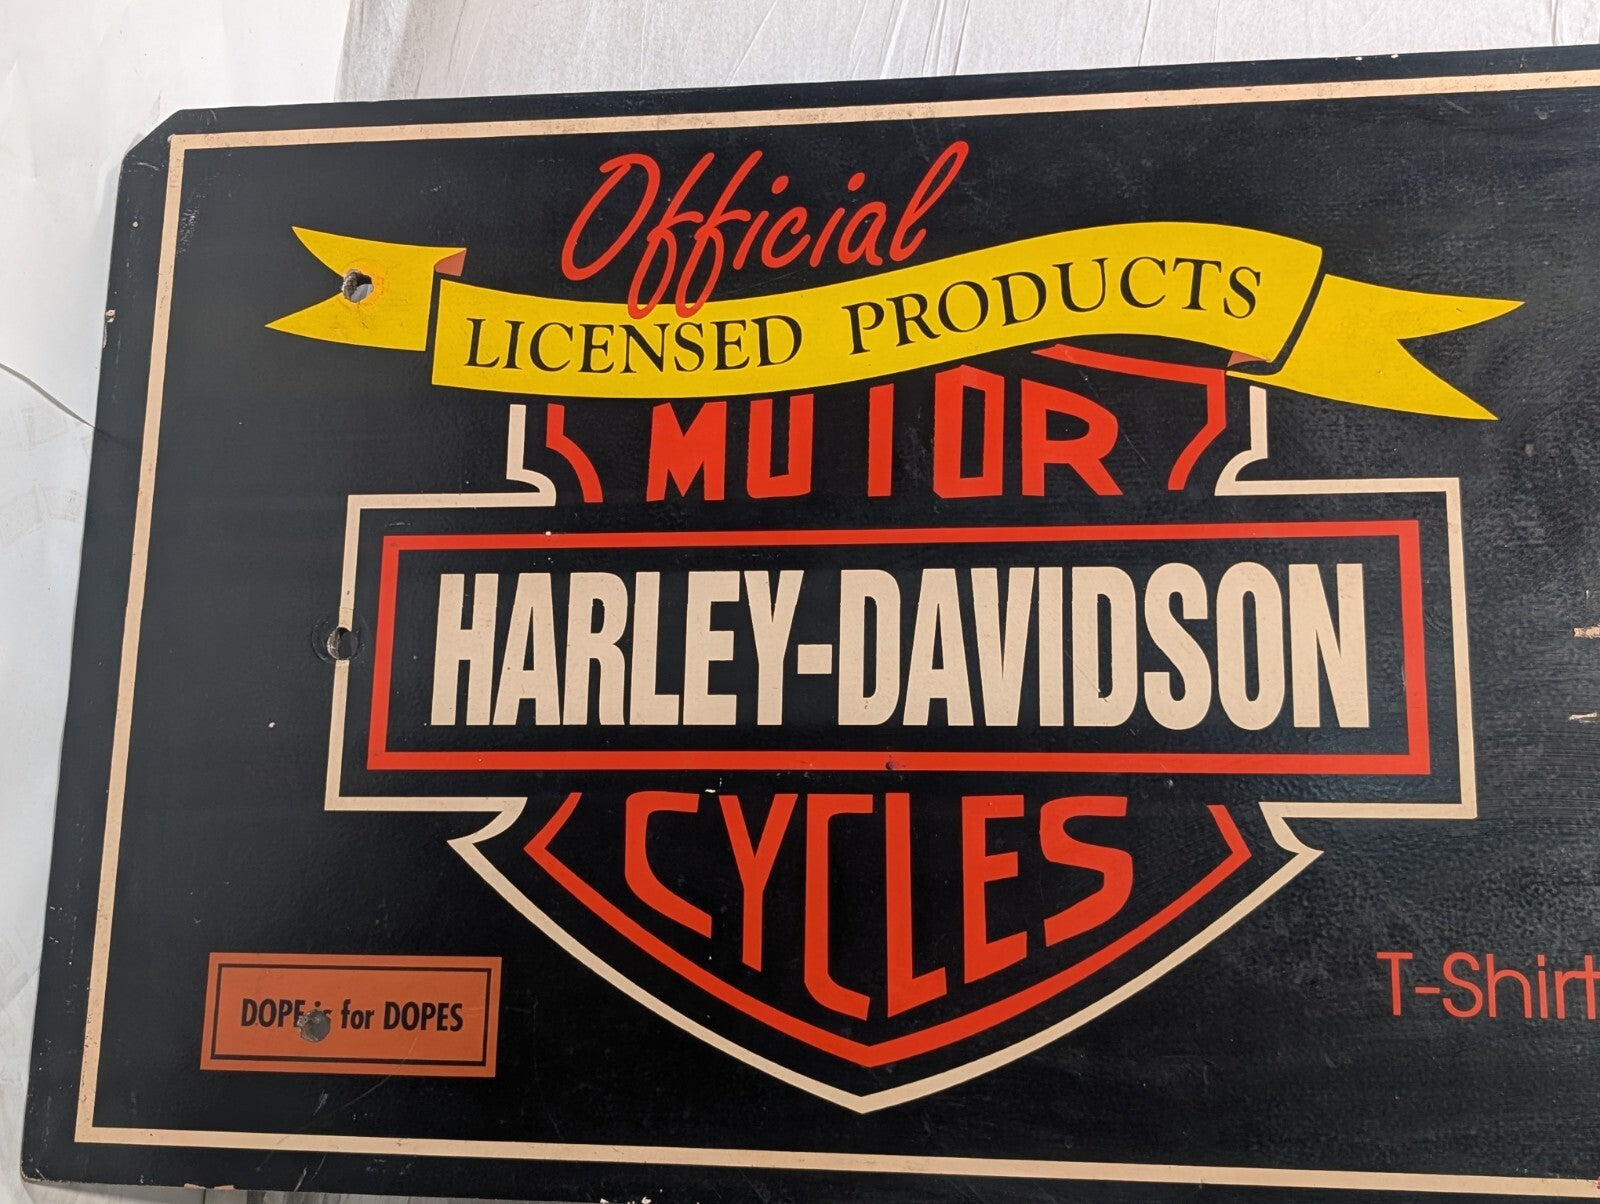 Official
LICENSED PRODUCTS
MOTOR
HARLEY-DAVIDSON
CYCLES
DOPE is for DOPES
T-Shirt